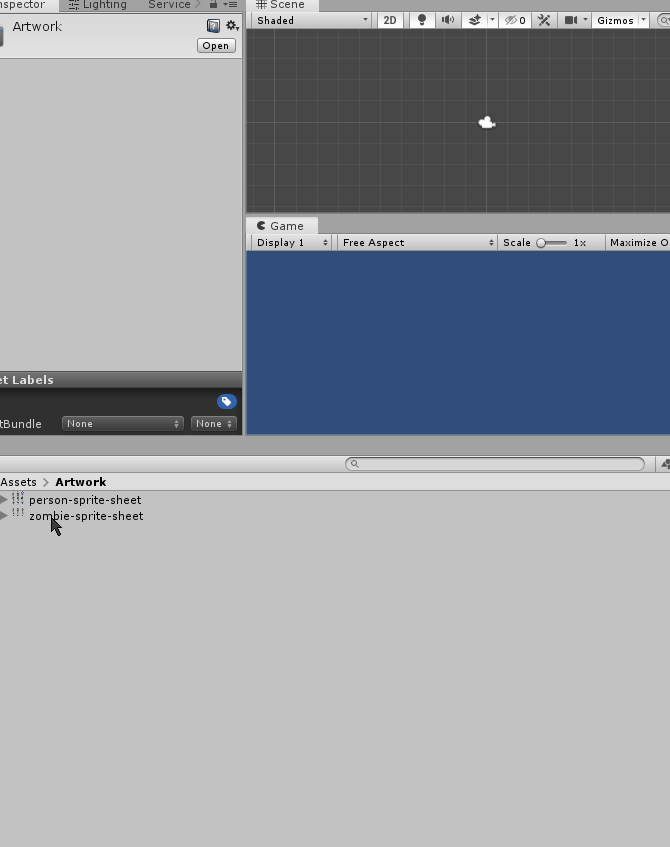 nspector Lighting Service
Artwork
Open
Scene
Shaded 2D 0 Gizmos
Game
Display 1 Free Aspect Scale 1x Maximize O
et Labels
tBundle None None
Assets Artwork
person-sprite-sheet
zombie-sprite-sheet